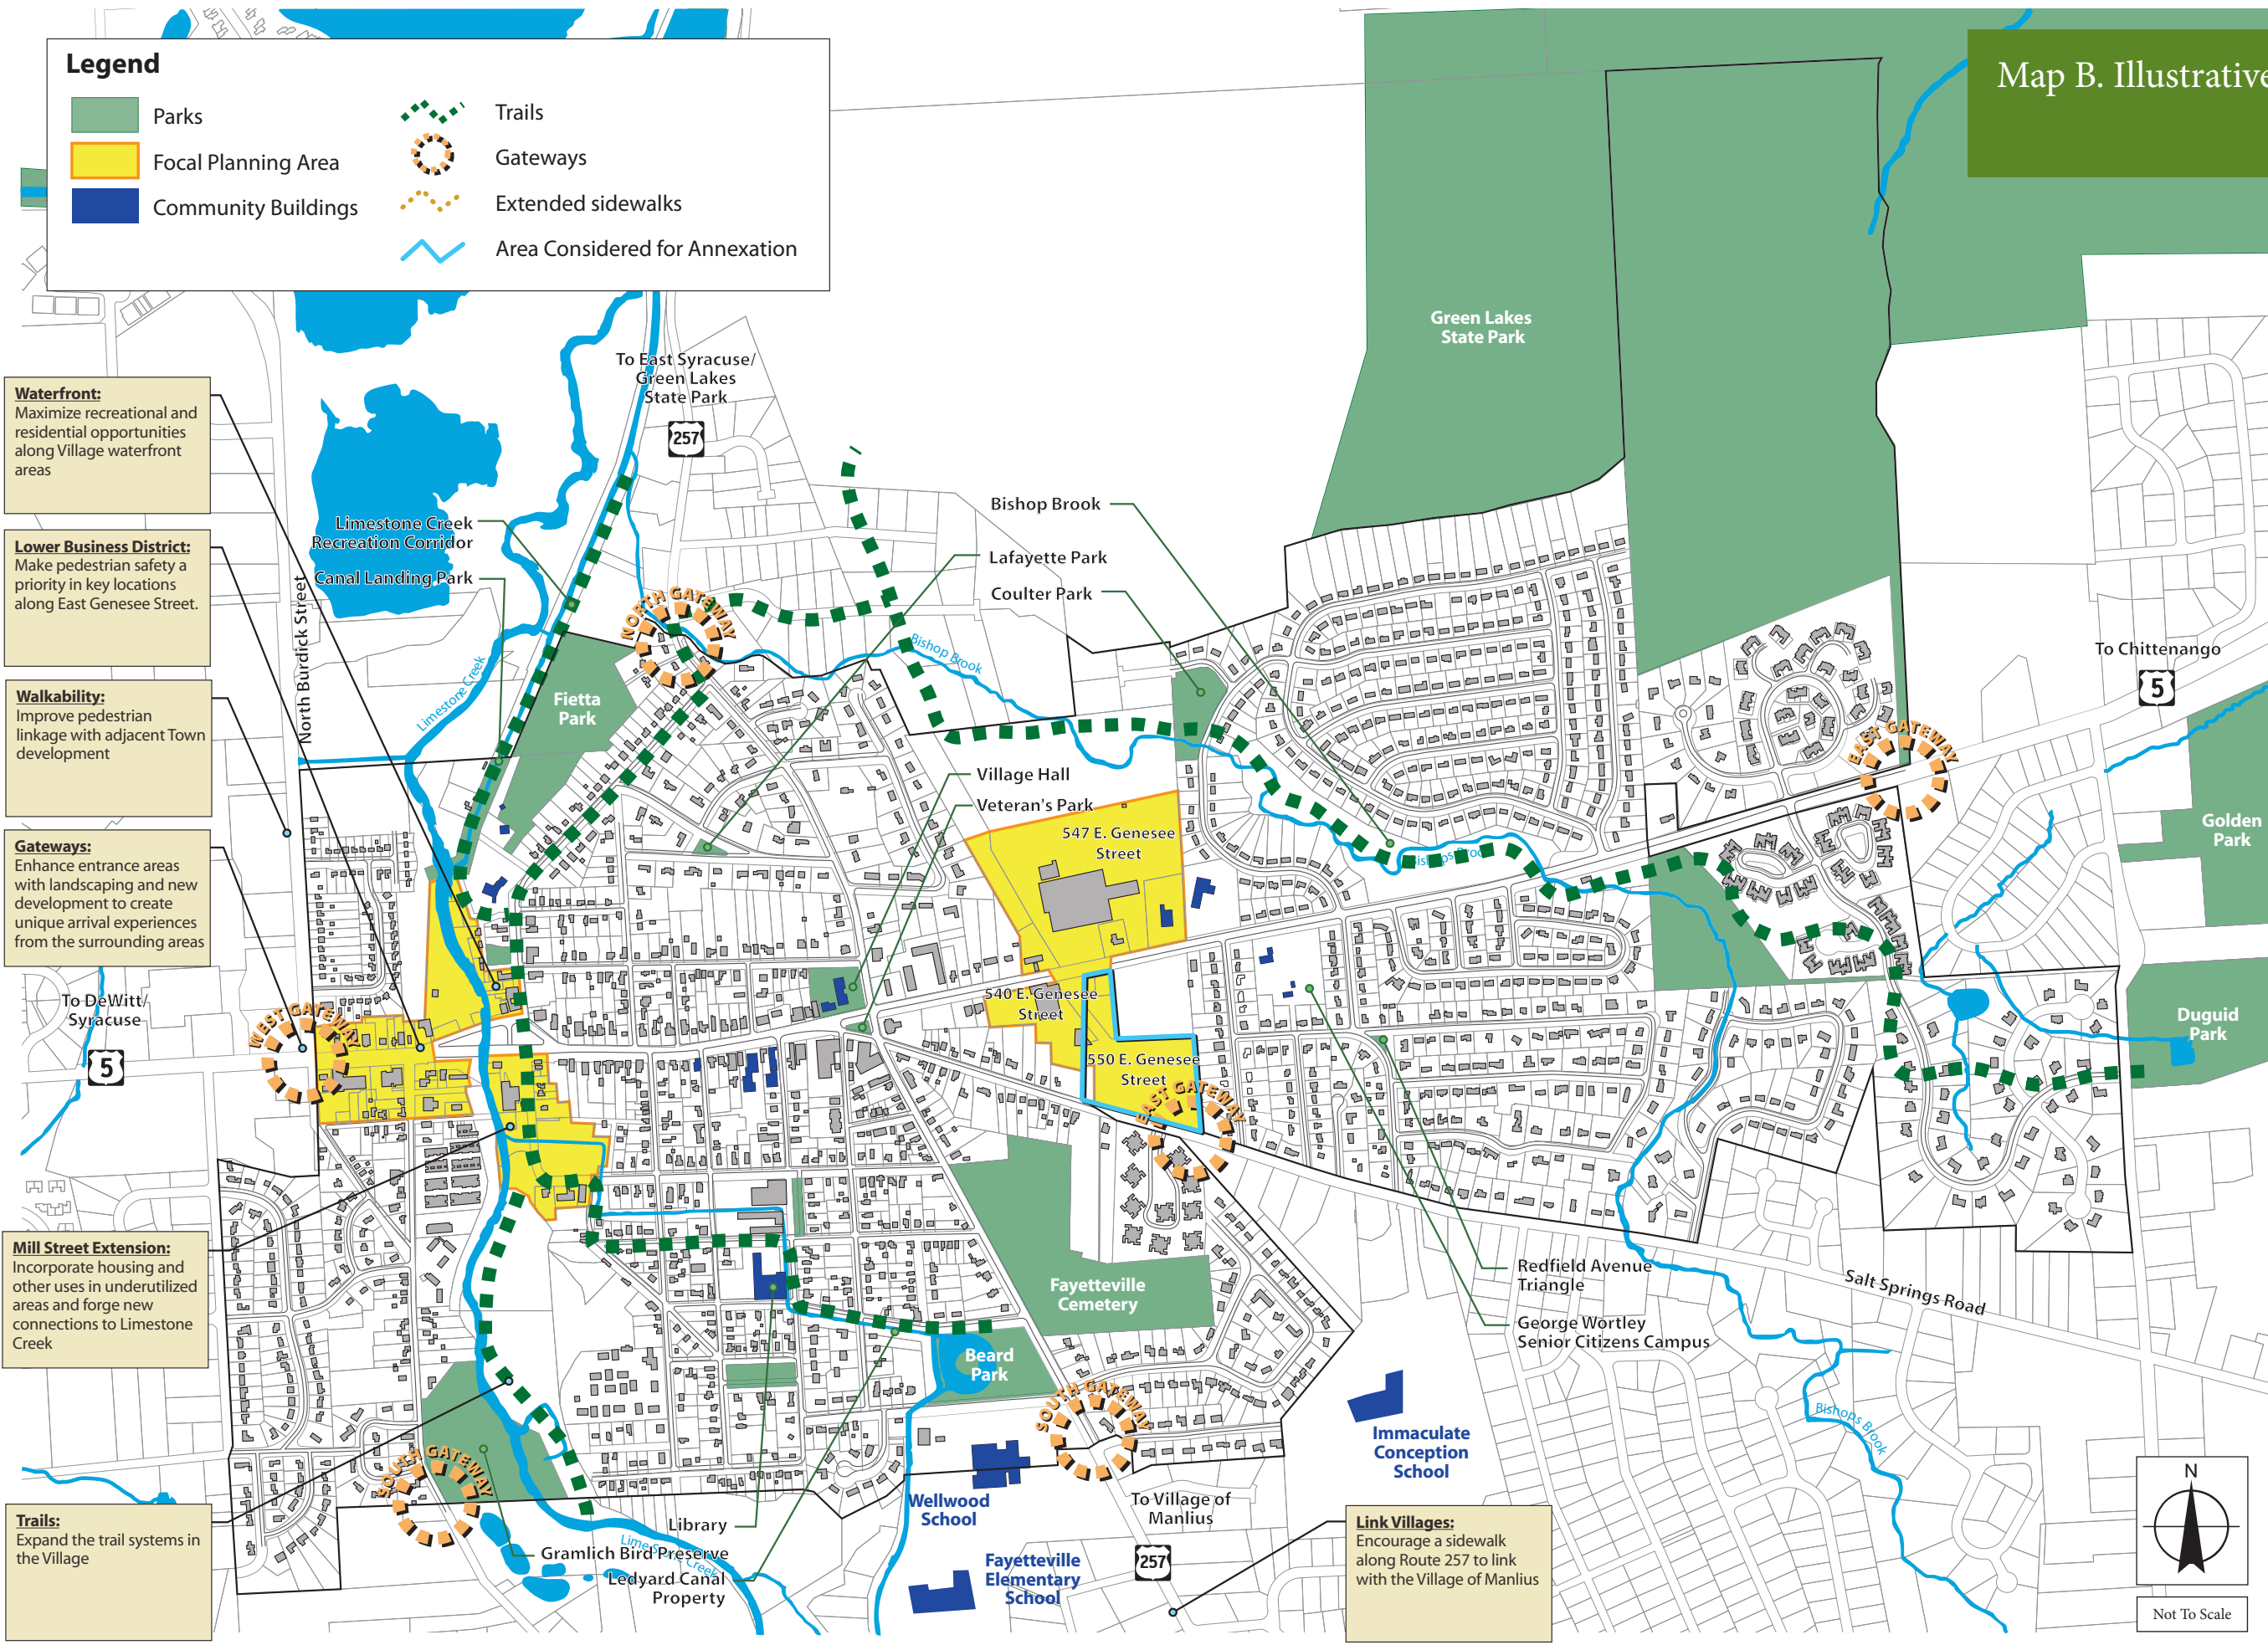 Map B. Illustrative
Legend
Parks
Focal Planning Area
Community Buildings
Trails
Gateways
Extended sidewalks
Area Considered for Annexation
Waterfront:
Maximize recreational and
residential opportunities
along Village waterfront
areas
Lower Business District:
Make pedestrian safety a
priority in key locations
along East Genesee Street.
Walkability:
Improve pedestrian
linkage with adjacent Town
development
Gateways:
Enhance entrance areas
with landscaping and new
development to create
unique arrival experiences
from the surrounding areas
Mill Street Extension:
Incorporate housing and
other uses in underutilized
areas and forge new
connections to Limestone
Creek
Trails:
Expand the trail systems in
the Village
Link Villages:
Encourage a sidewalk
along Route 257 to link
with the Village of Manlius
To East Syracuse/
Green Lakes
State Park
257
Green Lakes
State Park
Limestone Creek
Recreation Corridor
Canal Landing Park
North Burdick Street
Limestone Creek
Fietta
Park
NORTH GATEWAY
Bishop Brook
Bishop Brook
Lafayette Park
Coulter Park
Village Hall
Veteran's Park
547 E. Genesee
Street
540 E. Genesee
Street
550 E. Genesee
Street
EAST GATEWAY
Bishops Brook
To Chittenango
5
EAST GATEWAY
Golden
Park
Duguid
Park
To DeWitt/
Syracuse
5
WEST GATEWAY
Fayetteville
Cemetery
Beard
Park
Redfield Avenue
Triangle
George Wortley
Senior Citizens Campus
Salt Springs Road
Bishops Brook
Immaculate
Conception
School
SOUTH GATEWAY
SOUTH GATEWAY
Wellwood
School
To Village of
Manlius
257
Fayetteville
Elementary
School
Library
Gramlich Bird Preserve
Limestone Creek
Ledyard Canal
Property
N
Not To Scale